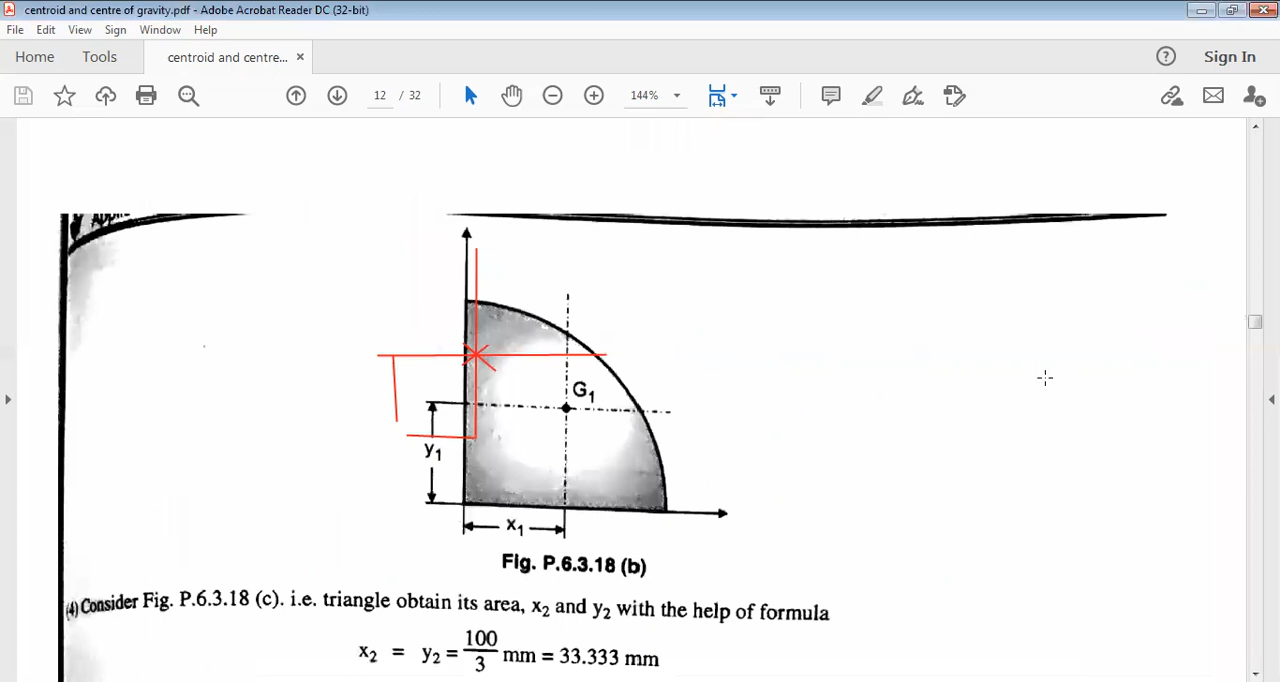 centroid and centre of gravity.pdf - Adobe Acrobat Reader DC (32-bit)
File Edit View Sign Window Help
Home Tools centroid and centre... × Sign In
12 / 32 144%
G1
y1
x1
Fig. P.6.3.18 (b)
(4) Consider Fig. P.6.3.18 (c). i.e. triangle obtain its area, x2 and y2 with the help of formula
x2 = y2 = 100/3 mm = 33.333 mm